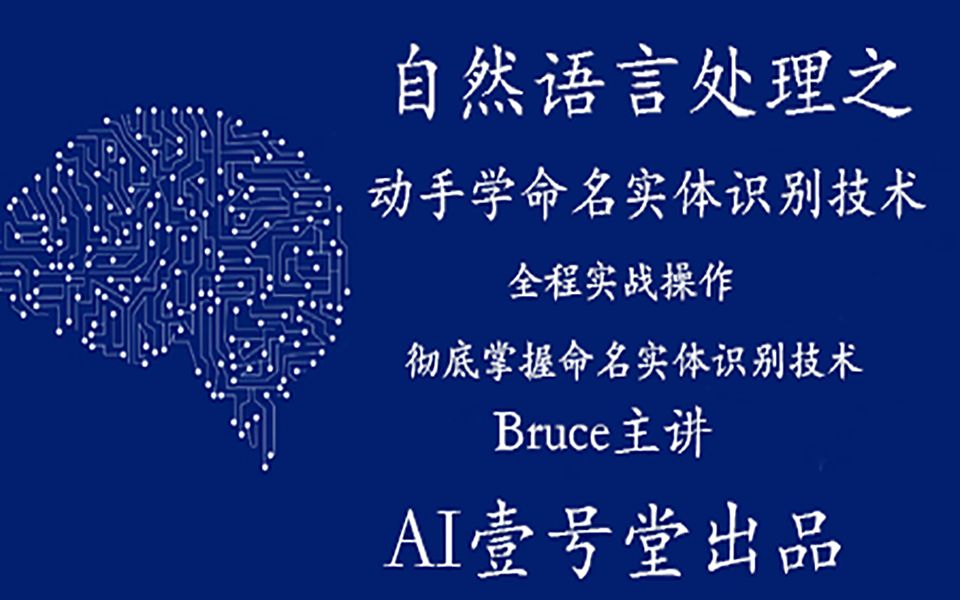 自然语言处理之
动手学命名实体识别技术
全程实战操作
彻底掌握命名实体识别技术
Bruce主讲
AI壹号堂出品